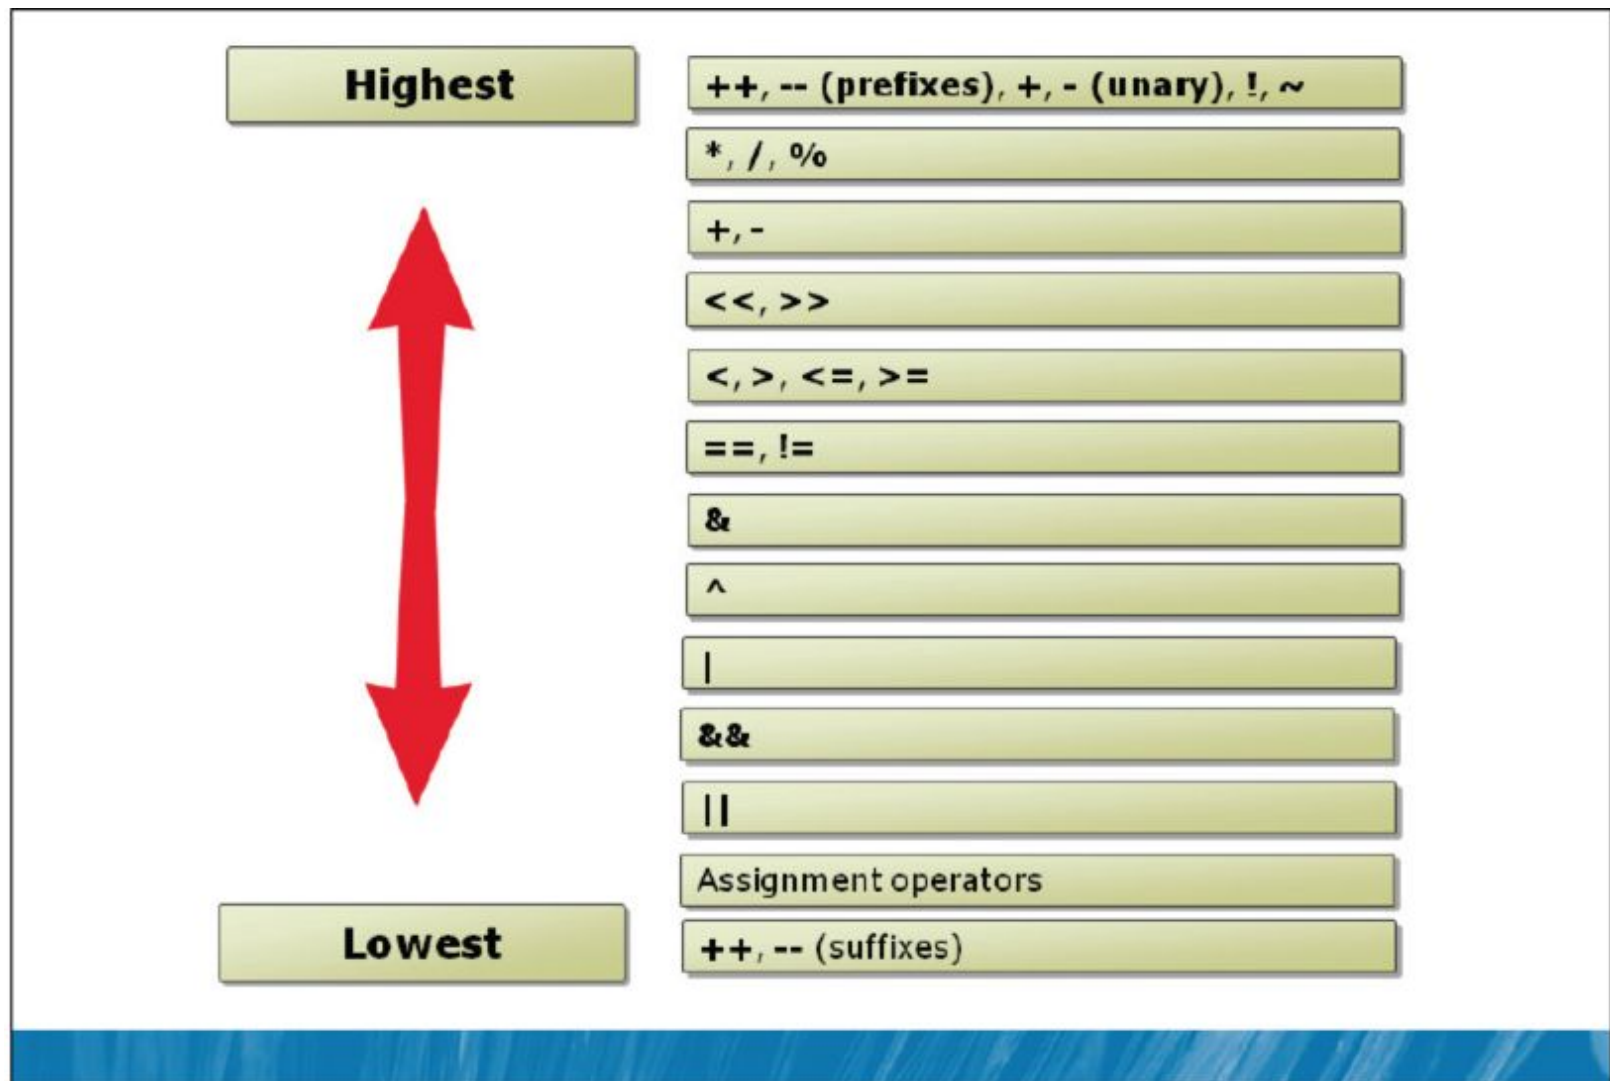 Highest
++, -- (prefixes), +, - (unary), !, ~
*, /, %
+, -
<<, >>
<, >, <=, >=
==, !=
&
^
|
&&
||
Assignment operators
Lowest
++, -- (suffixes)